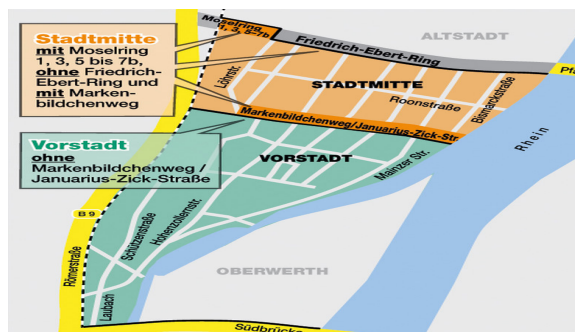 Stadtmitte
mit Moselring
1, 3, 5 bis 7b,
ohne Friedrich-
Ebert-Ring und
mit Marken-
bildchenweg
Moselring
1, 3, 5-7b
Friedrich-Ebert-Ring
ALTSTADT
Löhrstr.
STADTMITTE
Roonstraße
Bismarckstraße
Pfa
Markenbildchenweg/Januarius-Zick-Str.
Rhein
Vorstadt
ohne
Markenbildchenweg /
Januarius-Zick-Straße
VORSTADT
Mainzer Str.
B 9
Schützenstraße
Hohenzollernstr.
Römerstraße
OBERWERTH
Laubach
Südbrücke